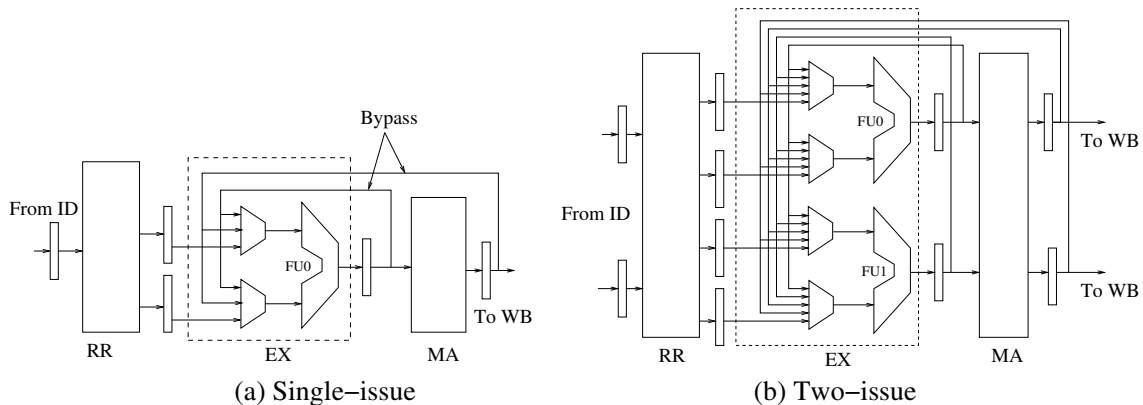 Bypass
From ID
FU0
To WB
RR
EX
MA
(a) Single−issue
FU0
To WB
From ID
FU1
To WB
RR
EX
MA
(b) Two−issue